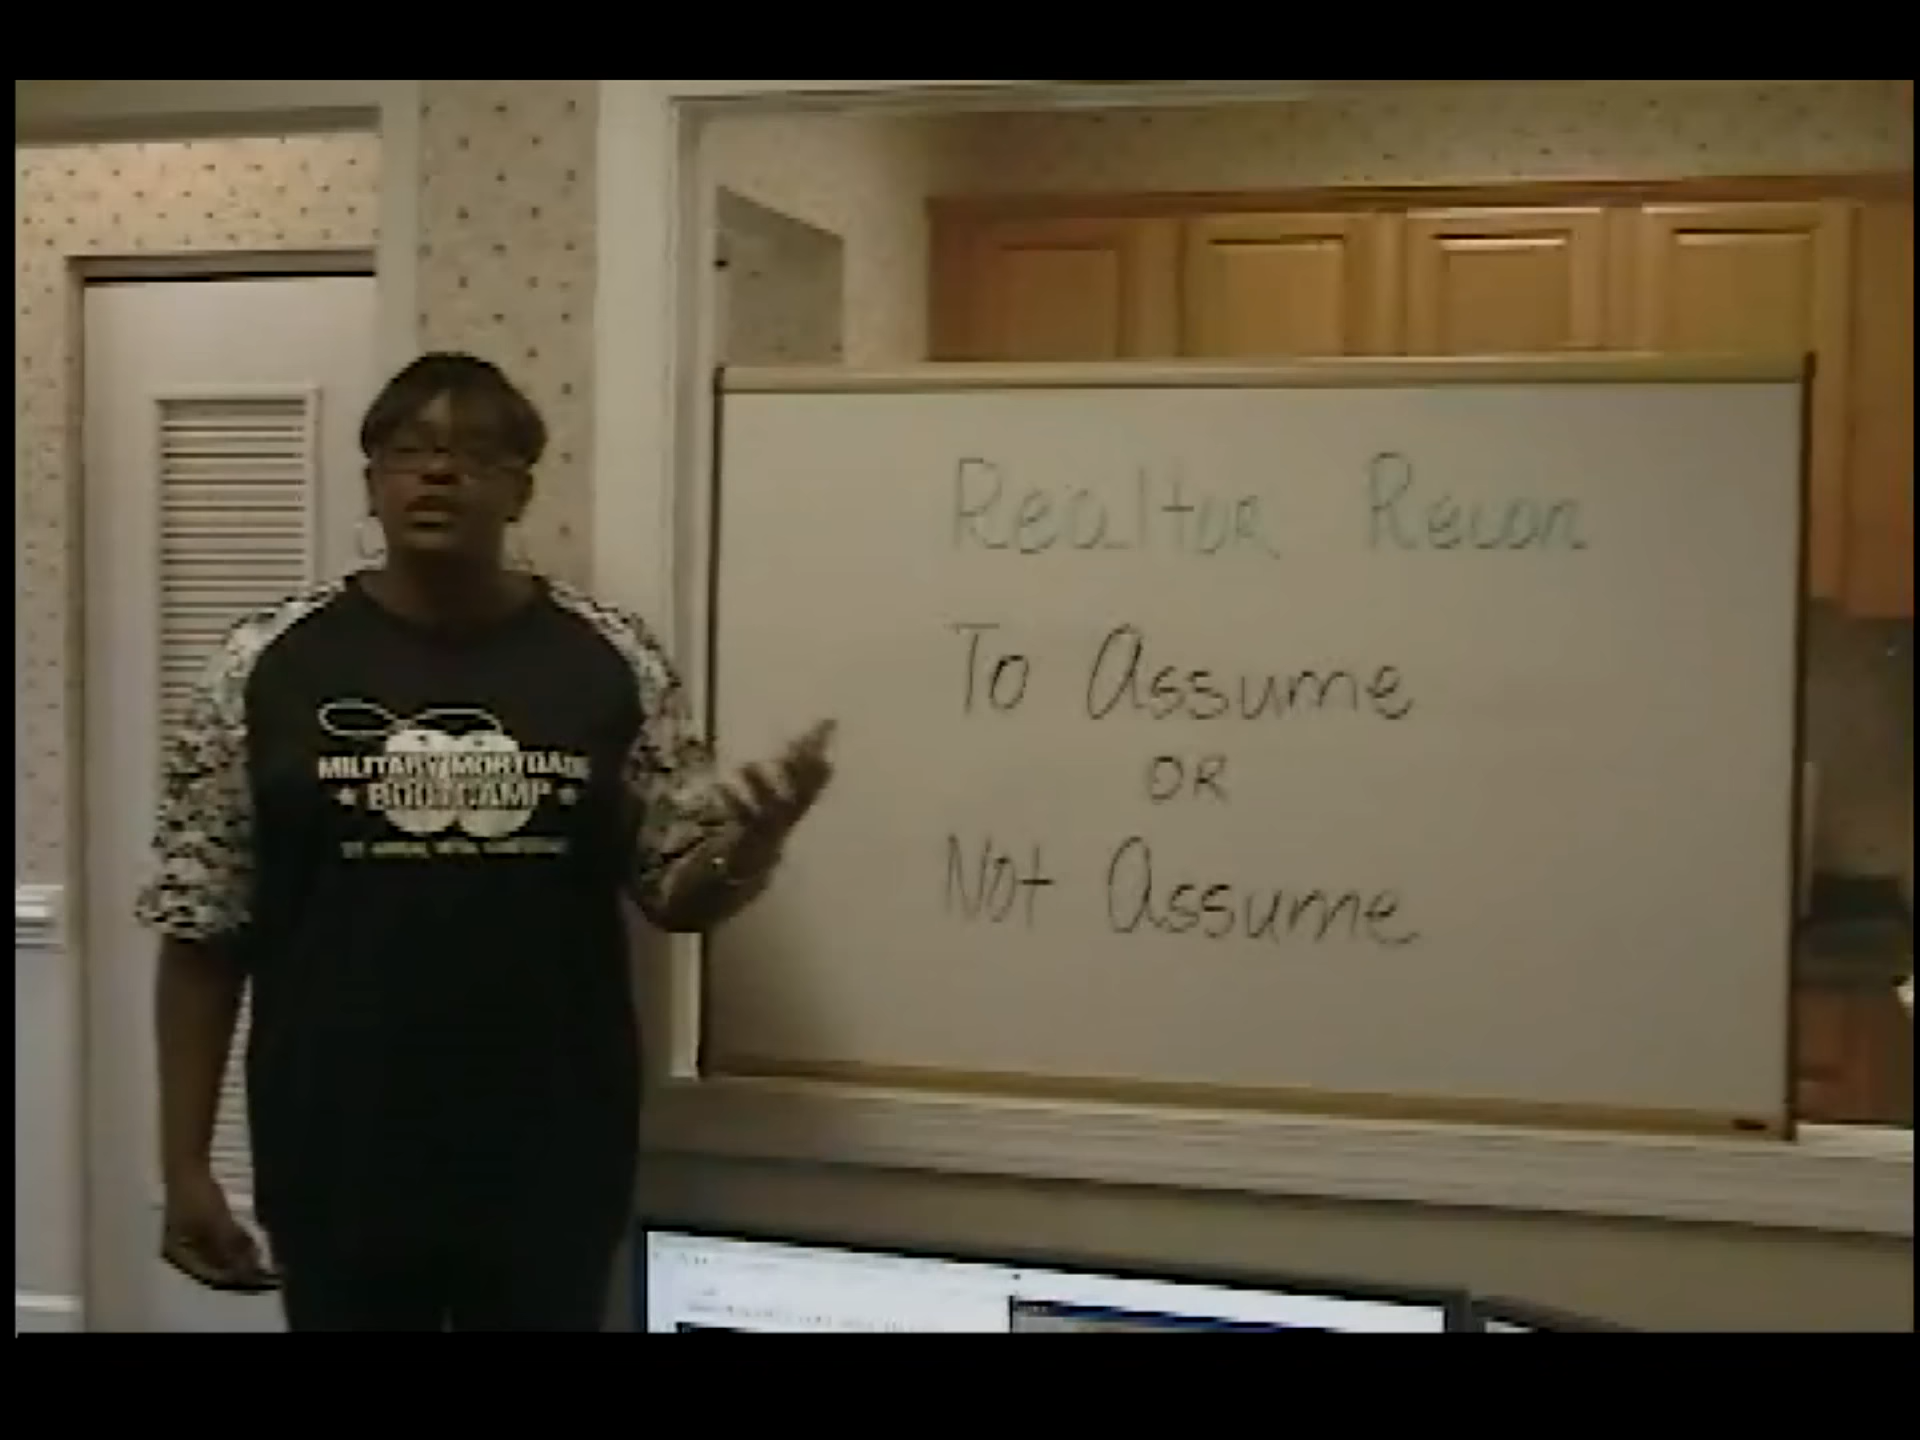 Realtor Recon
To Assume
OR
Not Assume
MILITARY MORTGAGE
BOOTCAMP